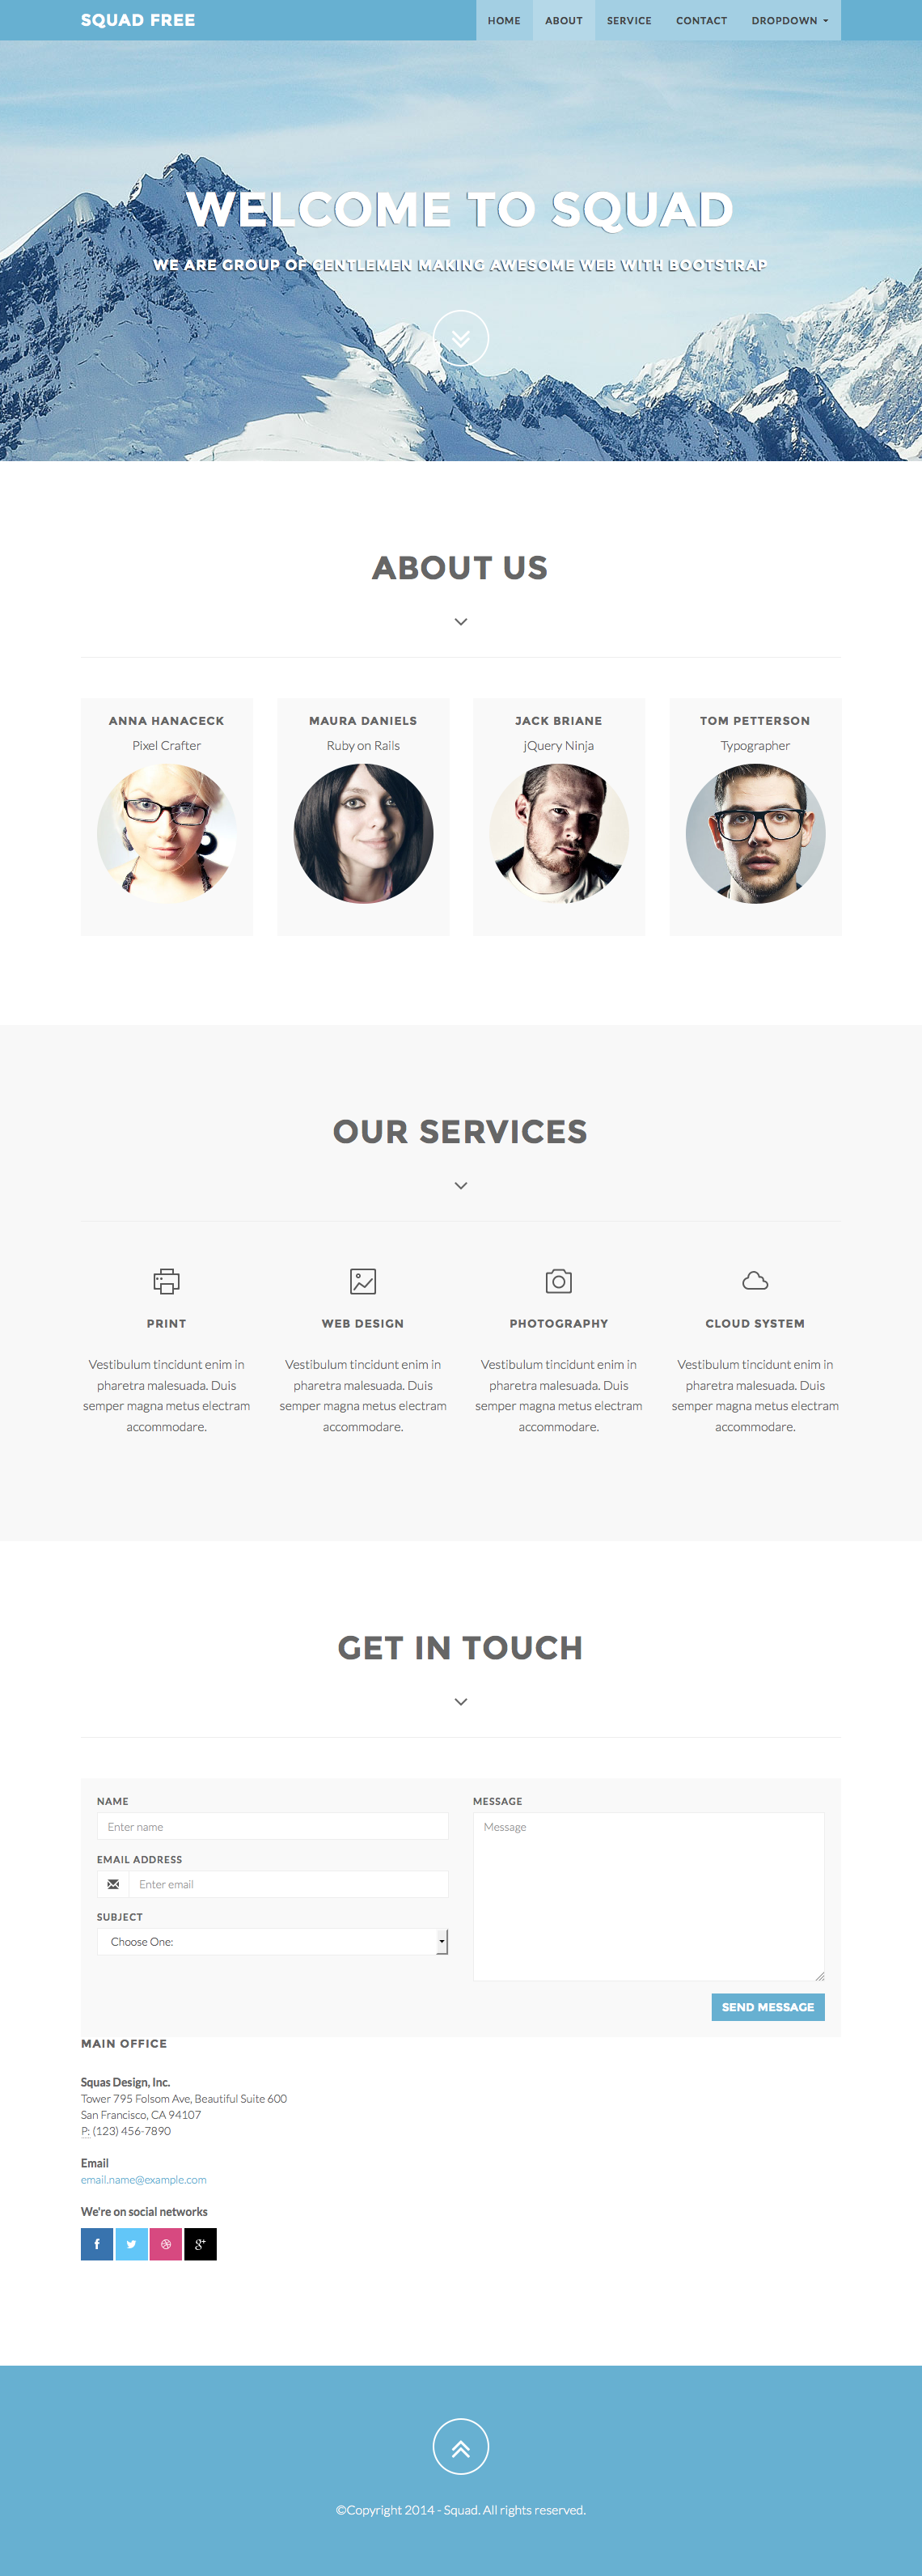 SQUAD FREE
HOME ABOUT SERVICE CONTACT DROPDOWN
WELCOME TO SQUAD
WE ARE GROUP OF GENTLEMEN MAKING AWESOME WEB WITH BOOTSTRAP
ABOUT US
ANNA HANACECK
Pixel Crafter
MAURA DANIELS
Ruby on Rails
JACK BRIANE
jQuery Ninja
TOM PETTERSON
Typographer
OUR SERVICES
PRINT
Vestibulum tincidunt enim in
pharetra malesuada. Duis
semper magna metus electram
accommodare.
WEB DESIGN
Vestibulum tincidunt enim in
pharetra malesuada. Duis
semper magna metus electram
accommodare.
PHOTOGRAPHY
Vestibulum tincidunt enim in
pharetra malesuada. Duis
semper magna metus electram
accommodare.
CLOUD SYSTEM
Vestibulum tincidunt enim in
pharetra malesuada. Duis
semper magna metus electram
accommodare.
GET IN TOUCH
NAME
Enter name
EMAIL ADDRESS
Enter email
SUBJECT
Choose One:
MESSAGE
Message
SEND MESSAGE
MAIN OFFICE
Squas Design, Inc.
Tower 795 Folsom Ave, Beautiful Suite 600
San Francisco, CA 94107
P: (123) 456-7890
Email
email.name@example.com
We're on social networks
©Copyright 2014 - Squad. All rights reserved.